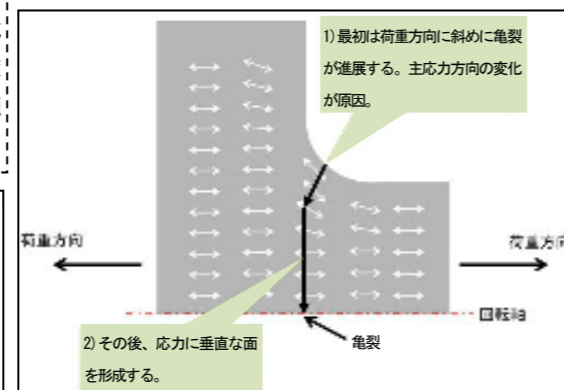 1) 最初は荷重方向に斜めに亀裂
が進展する。主応力方向の変化
が原因。
荷重方向
荷重方向
回転軸
亀裂
2) その後、応力に垂直な面
を形成する。